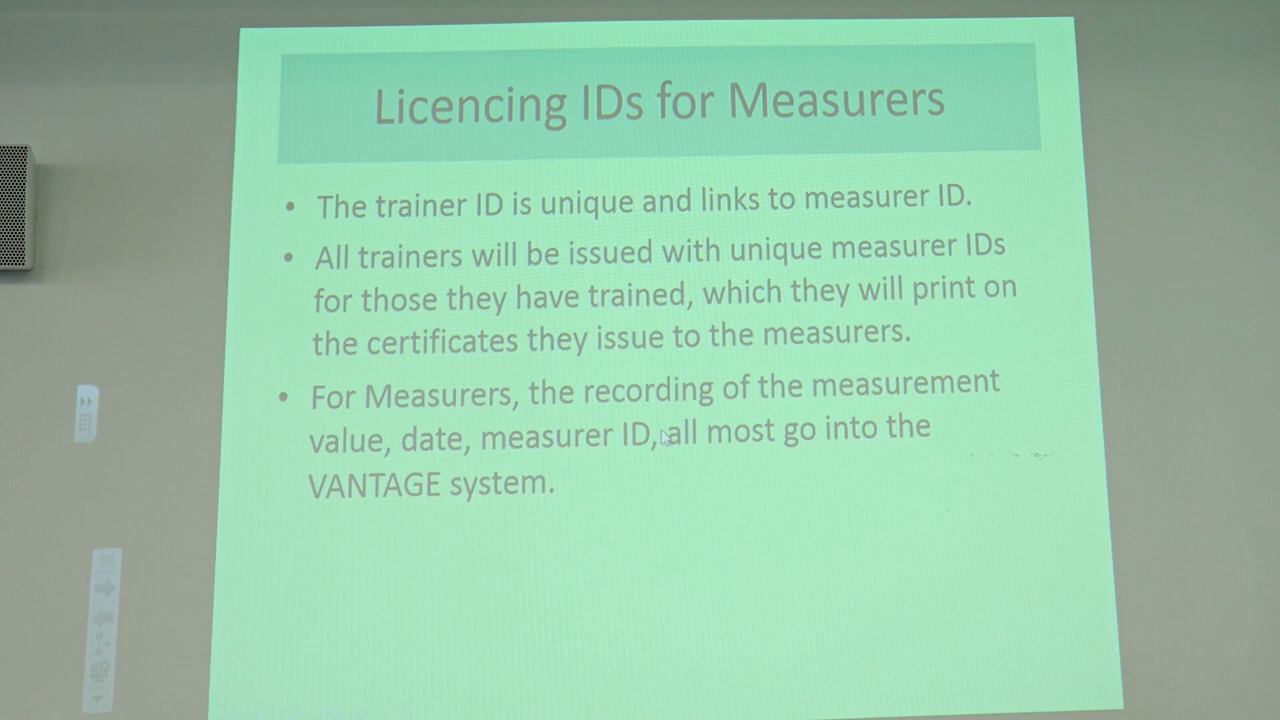 Licencing IDs for Measurers
• The trainer ID is unique and links to measurer ID.
• All trainers will be issued with unique measurer IDs
for those they have trained, which they will print on
the certificates they issue to the measurers.
• For Measurers, the recording of the measurement
value, date, measurer ID, all most go into the
VANTAGE system.